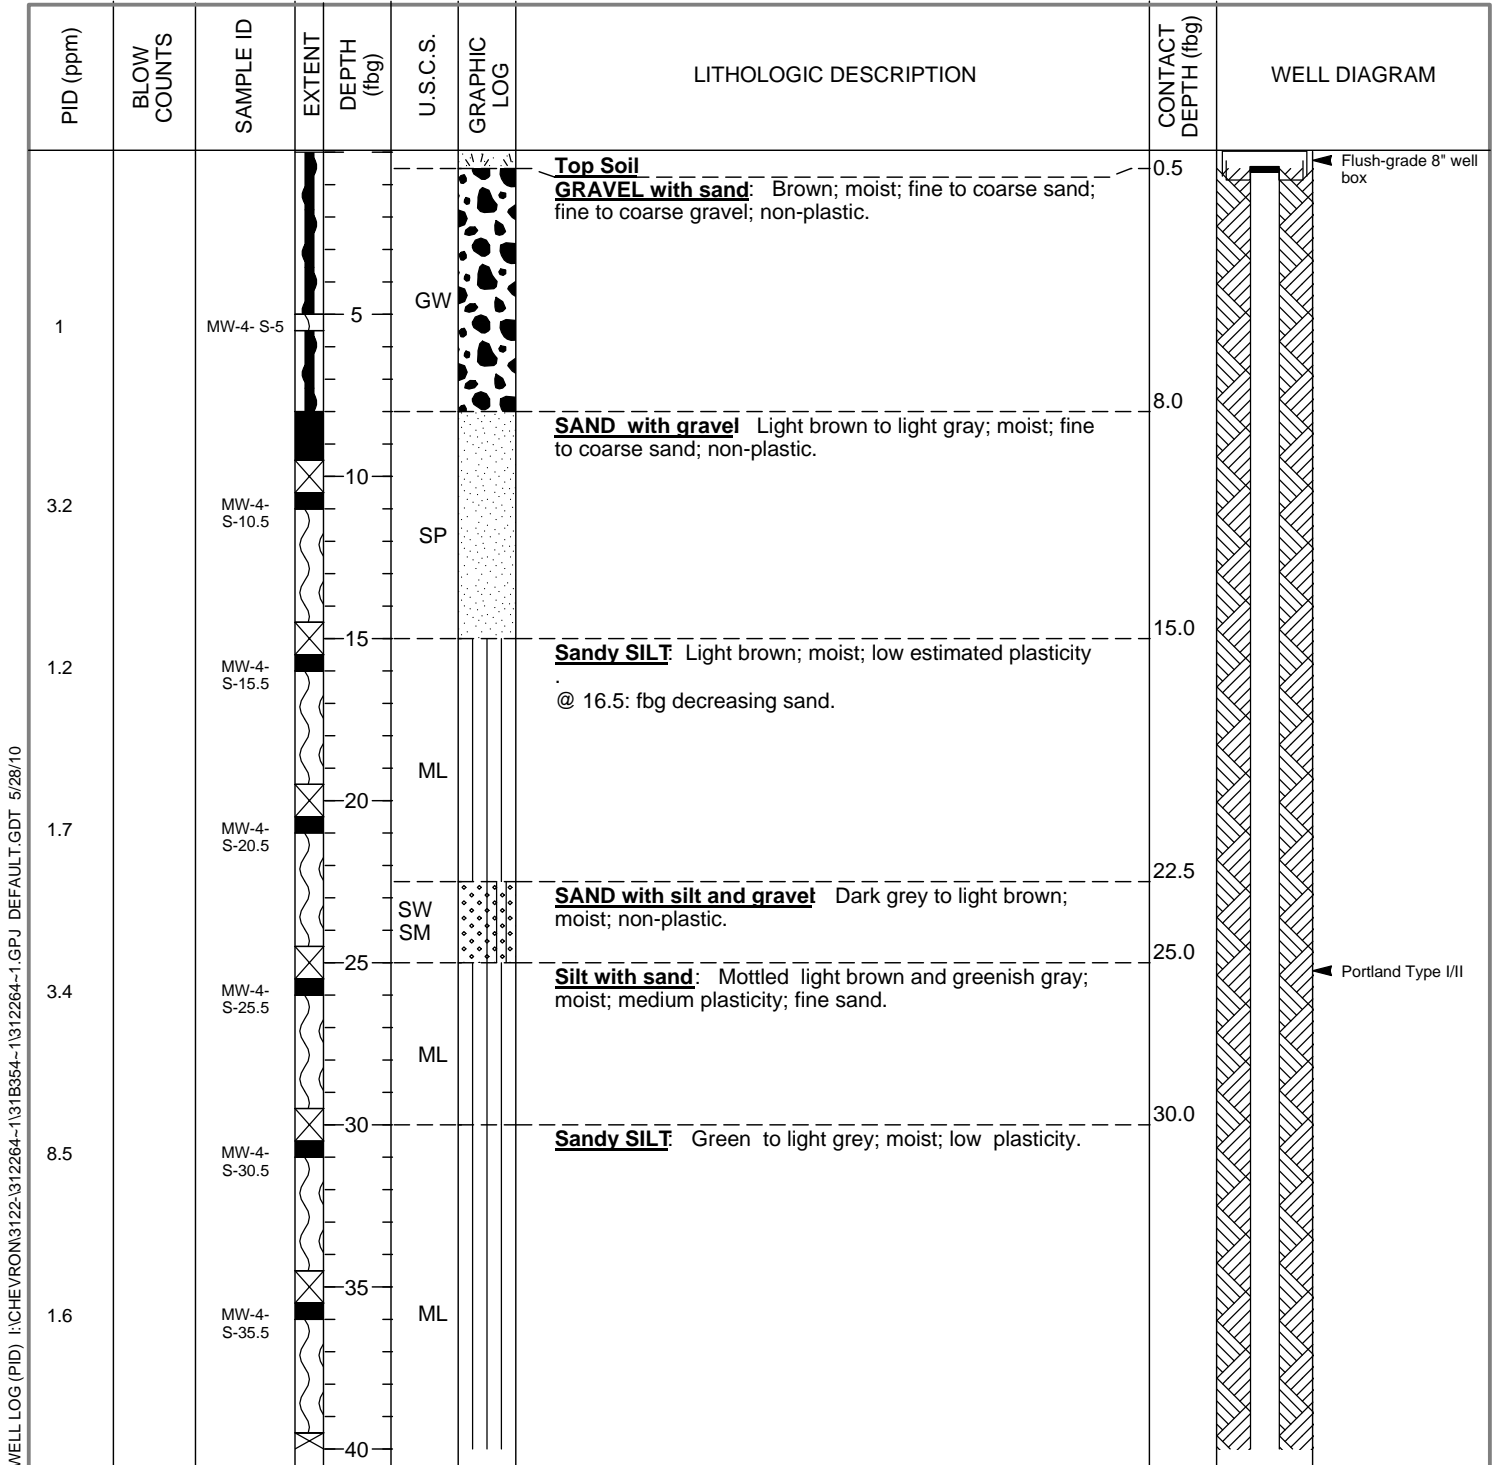 PID (ppm)
BLOW
COUNTS
SAMPLE ID
EXTENT
DEPTH
(fbg)
U.S.C.S.
GRAPHIC
LOG
LITHOLOGIC DESCRIPTION
CONTACT
DEPTH (fbg)
WELL DIAGRAM
Top Soil
0.5
Flush-grade 8" well
box
GRAVEL with sand: Brown; moist; fine to coarse sand;
fine to coarse gravel; non-plastic.
GW
1
MW-4- S-5
5
8.0
SAND with gravel Light brown to light gray; moist; fine
to coarse sand; non-plastic.
10
3.2
MW-4-
S-10.5
SP
15.0
15
Sandy SILT: Light brown; moist; low estimated plasticity
.
@ 16.5: fbg decreasing sand.
1.2
MW-4-
S-15.5
ML
20
1.7
MW-4-
S-20.5
22.5
SAND with silt and gravel: Dark grey to light brown;
moist; non-plastic.
SW
SM
25.0
25
Silt with sand: Mottled light brown and greenish gray;
moist; medium plasticity; fine sand.
Portland Type I/II
3.4
MW-4-
S-25.5
ML
30.0
30
Sandy SILT: Green to light grey; moist; low plasticity.
8.5
MW-4-
S-30.5
35
1.6
MW-4-
S-35.5
ML
40
WELL LOG (PID) I:\CHEVRON\3122-\312264~1\31B354~1\312264-1.GPJ DEFAULT.GDT 5/28/10